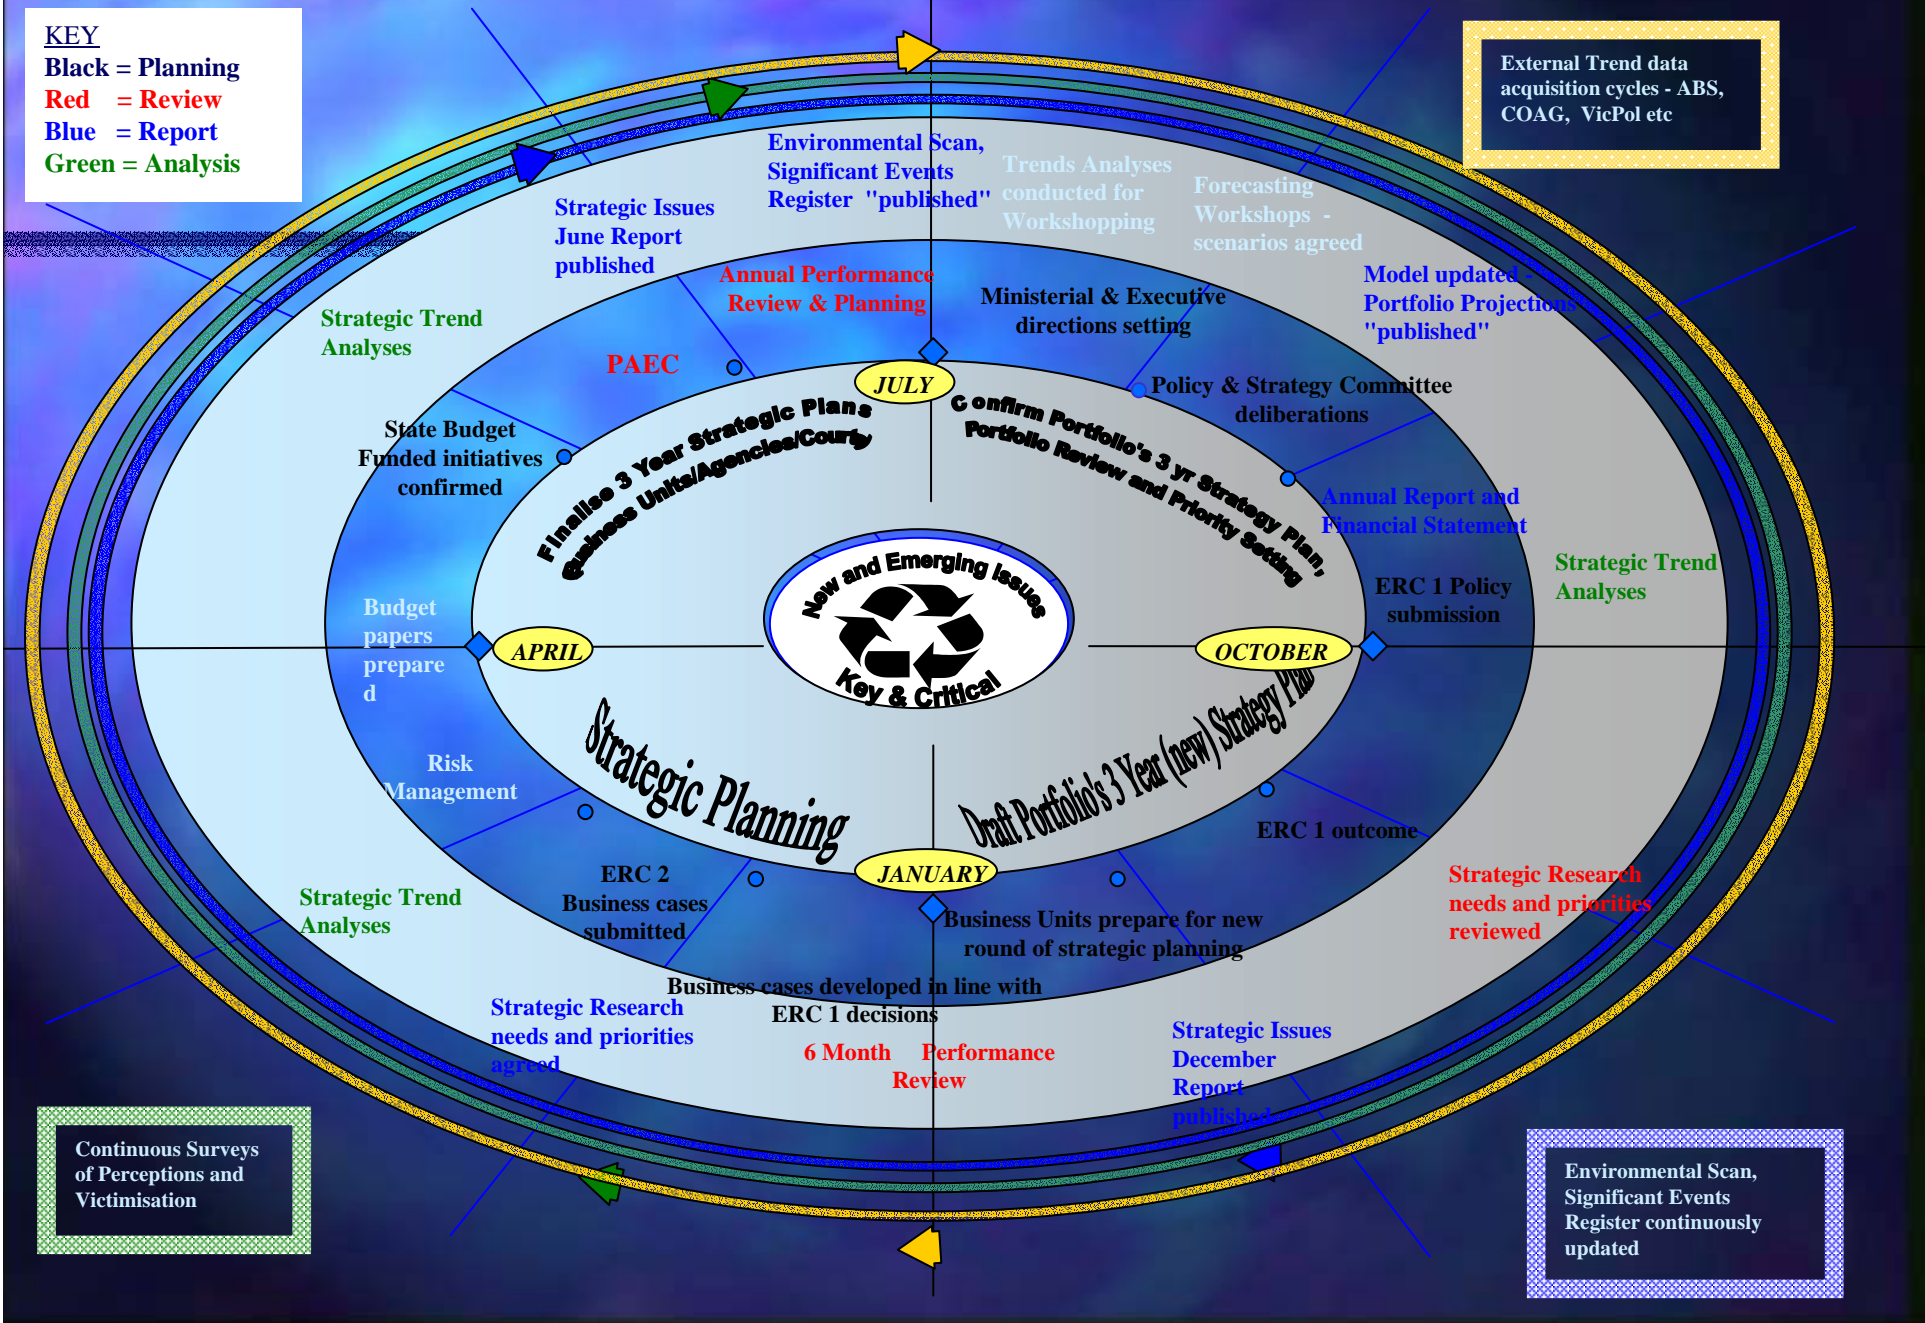 KEY
Black = Planning
Red = Review
Blue = Report
Green = Analysis
External Trend data
acquisition cycles - ABS,
COAG, VicPol etc
Environmental Scan,
Significant Events
Register "published"
Trends Analyses
conducted for
Workshopping
Forecasting
Workshops -
scenarios agreed
Strategic Issues
June Report
published
Model updated -
Portfolio Projections
"published"
Annual Performance
Review & Planning
Ministerial & Executive
directions setting
Strategic Trend
Analyses
PAEC
JULY
Policy & Strategy Committee
deliberations
State Budget
Funded initiatives
confirmed
Finalise 3 Year Strategic Plans
Business Units/Agencies/Courts
Confirm Portfolio's 3 yr Strategy Plan,
Portfolio Review and Priority Setting
Annual Report and
Financial Statement
New and Emerging Issues
Key & Critical
ERC 1 Policy
submission
Strategic Trend
Analyses
Budget
papers
prepare
d
APRIL
OCTOBER
Strategic Planning
Draft Portfolio's 3 Year (new) Strategy Plan
Risk
Management
ERC 1 outcome
JANUARY
ERC 2
Business cases
submitted
Business Units prepare for new
round of strategic planning
Strategic Trend
Analyses
Strategic Research
needs and priorities
reviewed
Business cases developed in line with
ERC 1 decisions
Strategic Research
needs and priorities
agreed
6 Month Performance
Review
Strategic Issues
December
Report
published
Continuous Surveys
of Perceptions and
Victimisation
Environmental Scan,
Significant Events
Register continuously
updated